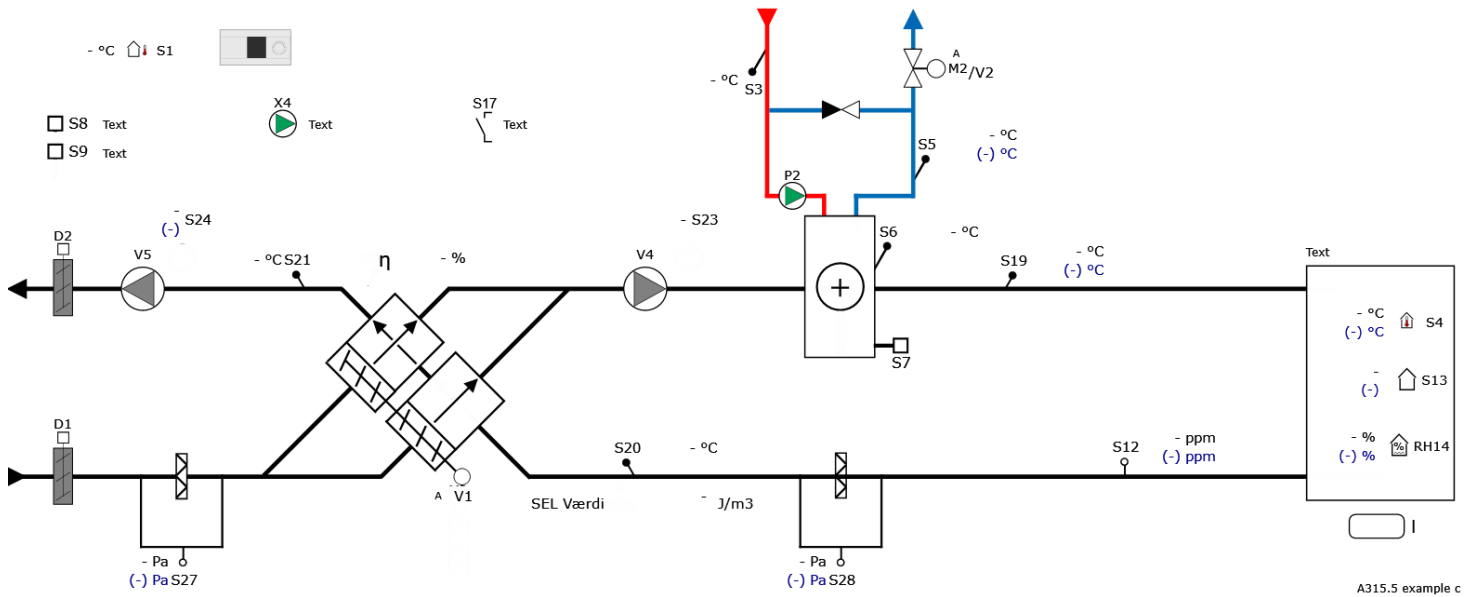 - °C S1
- °C
S3
A
M2/V2
X4
S17
S8 Text
Text
Text
S9 Text
S5
- °C
(-) °C
P2
-
(-) S24
- S23
D2
V5
- °C S21
η
- %
V4
S6
- °C
S19
- °C
(-) °C
Text
- °C
(-) °C
S4
S7
-
(-)
S13
D1
S20
- °C
S12
- ppm
(-) ppm
- %
(-) %
%
RH14
A
V1
SEL Værdi
- J/m3
I
- Pa
(-) Pa S27
- Pa
(-) Pa S28
A315.5 example c